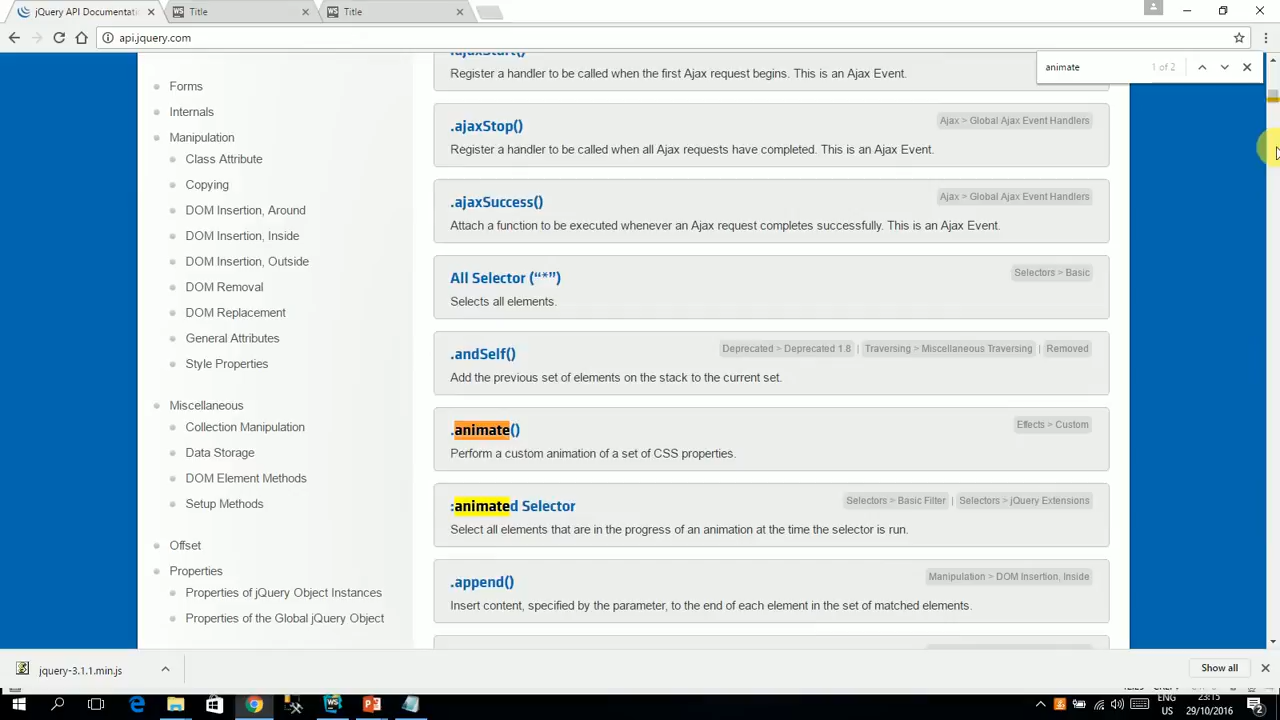 jQuery API Documentati
Title
Title
api.jquery.com
animate
1 of 2
Forms
Internals
Manipulation
Class Attribute
Copying
DOM Insertion, Around
DOM Insertion, Inside
DOM Insertion, Outside
DOM Removal
DOM Replacement
General Attributes
Style Properties
Miscellaneous
Collection Manipulation
Data Storage
DOM Element Methods
Setup Methods
Offset
Properties
Properties of jQuery Object Instances
Properties of the Global jQuery Object
.ajaxStart()
Register a handler to be called when the first Ajax request begins. This is an Ajax Event.
.ajaxStop()
Ajax > Global Ajax Event Handlers
Register a handler to be called when all Ajax requests have completed. This is an Ajax Event.
.ajaxSuccess()
Ajax > Global Ajax Event Handlers
Attach a function to be executed whenever an Ajax request completes successfully. This is an Ajax Event.
All Selector (“*”)
Selectors > Basic
Selects all elements.
.andSelf()
Deprecated > Deprecated 1.8 | Traversing > Miscellaneous Traversing | Removed
Add the previous set of elements on the stack to the current set.
.animate()
Effects > Custom
Perform a custom animation of a set of CSS properties.
:animated Selector
Selectors > Basic Filter | Selectors > jQuery Extensions
Select all elements that are in the progress of an animation at the time the selector is run.
.append()
Manipulation > DOM Insertion, Inside
Insert content, specified by the parameter, to the end of each element in the set of matched elements.
jquery-3.1.1.min.js
Show all
ENG
23:15
US
29/10/2016
2